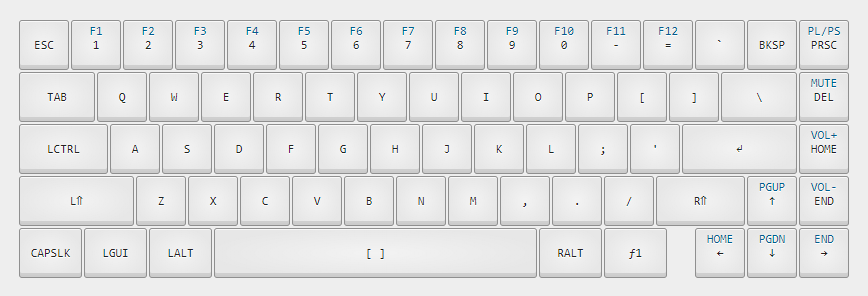 ESC F1 F2 F3 F4 F5 F6 F7 F8 F9 F10 F11 F12 ` BKSP PL/PS
1 2 3 4 5 6 7 8 9 0 - = PRSC
TAB Q W E R T Y U I O P [ ] \ MUTE
DEL
LCTRL A S D F G H J K L ; ' ↲ VOL+
HOME
L⇑ Z X C V B N M , . / R⇑ PGUP VOL-
↑ END
CAPSLK LGUI LALT [ ] RALT ƒ1 HOME PGDN END
← ↓ →